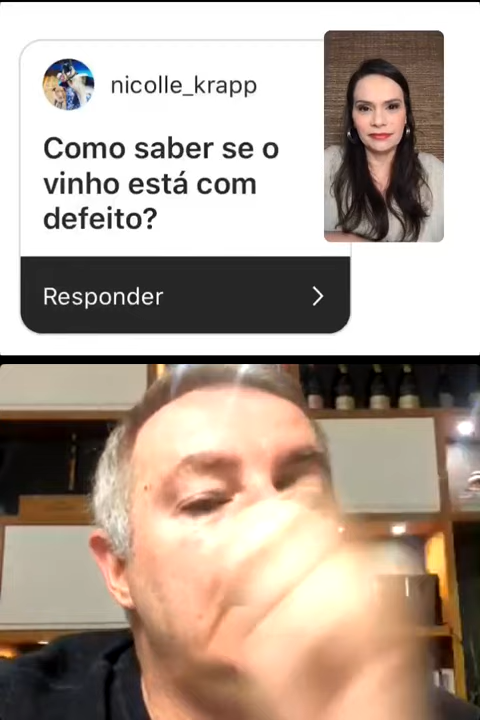 nicolle_krapp
Como saber se o
vinho está com
defeito?
Responder